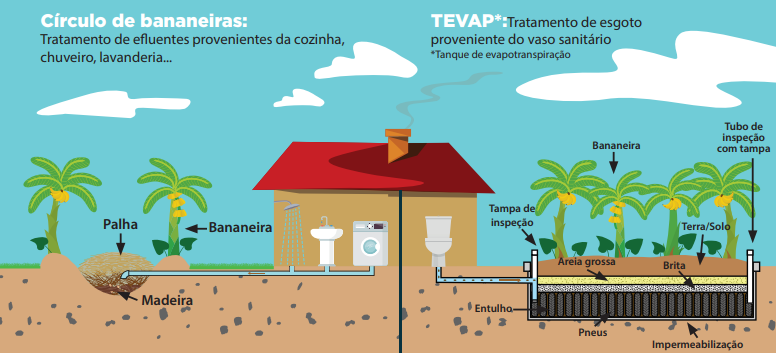 Círculo de bananeiras:
Tratamento de efluentes provenientes da cozinha,
chuveiro, lavanderia...
TEVAP*:Tratamento de esgoto
proveniente do vaso sanitário
*Tanque de evapotranspiração
Palha
Bananeira
Madeira
Bananeira
Tubo de
inspeção
com tampa
Tampa de
inspeção
Terra/Solo
Areia grossa
Brita
Entulho
Pneus
Impermeabilização